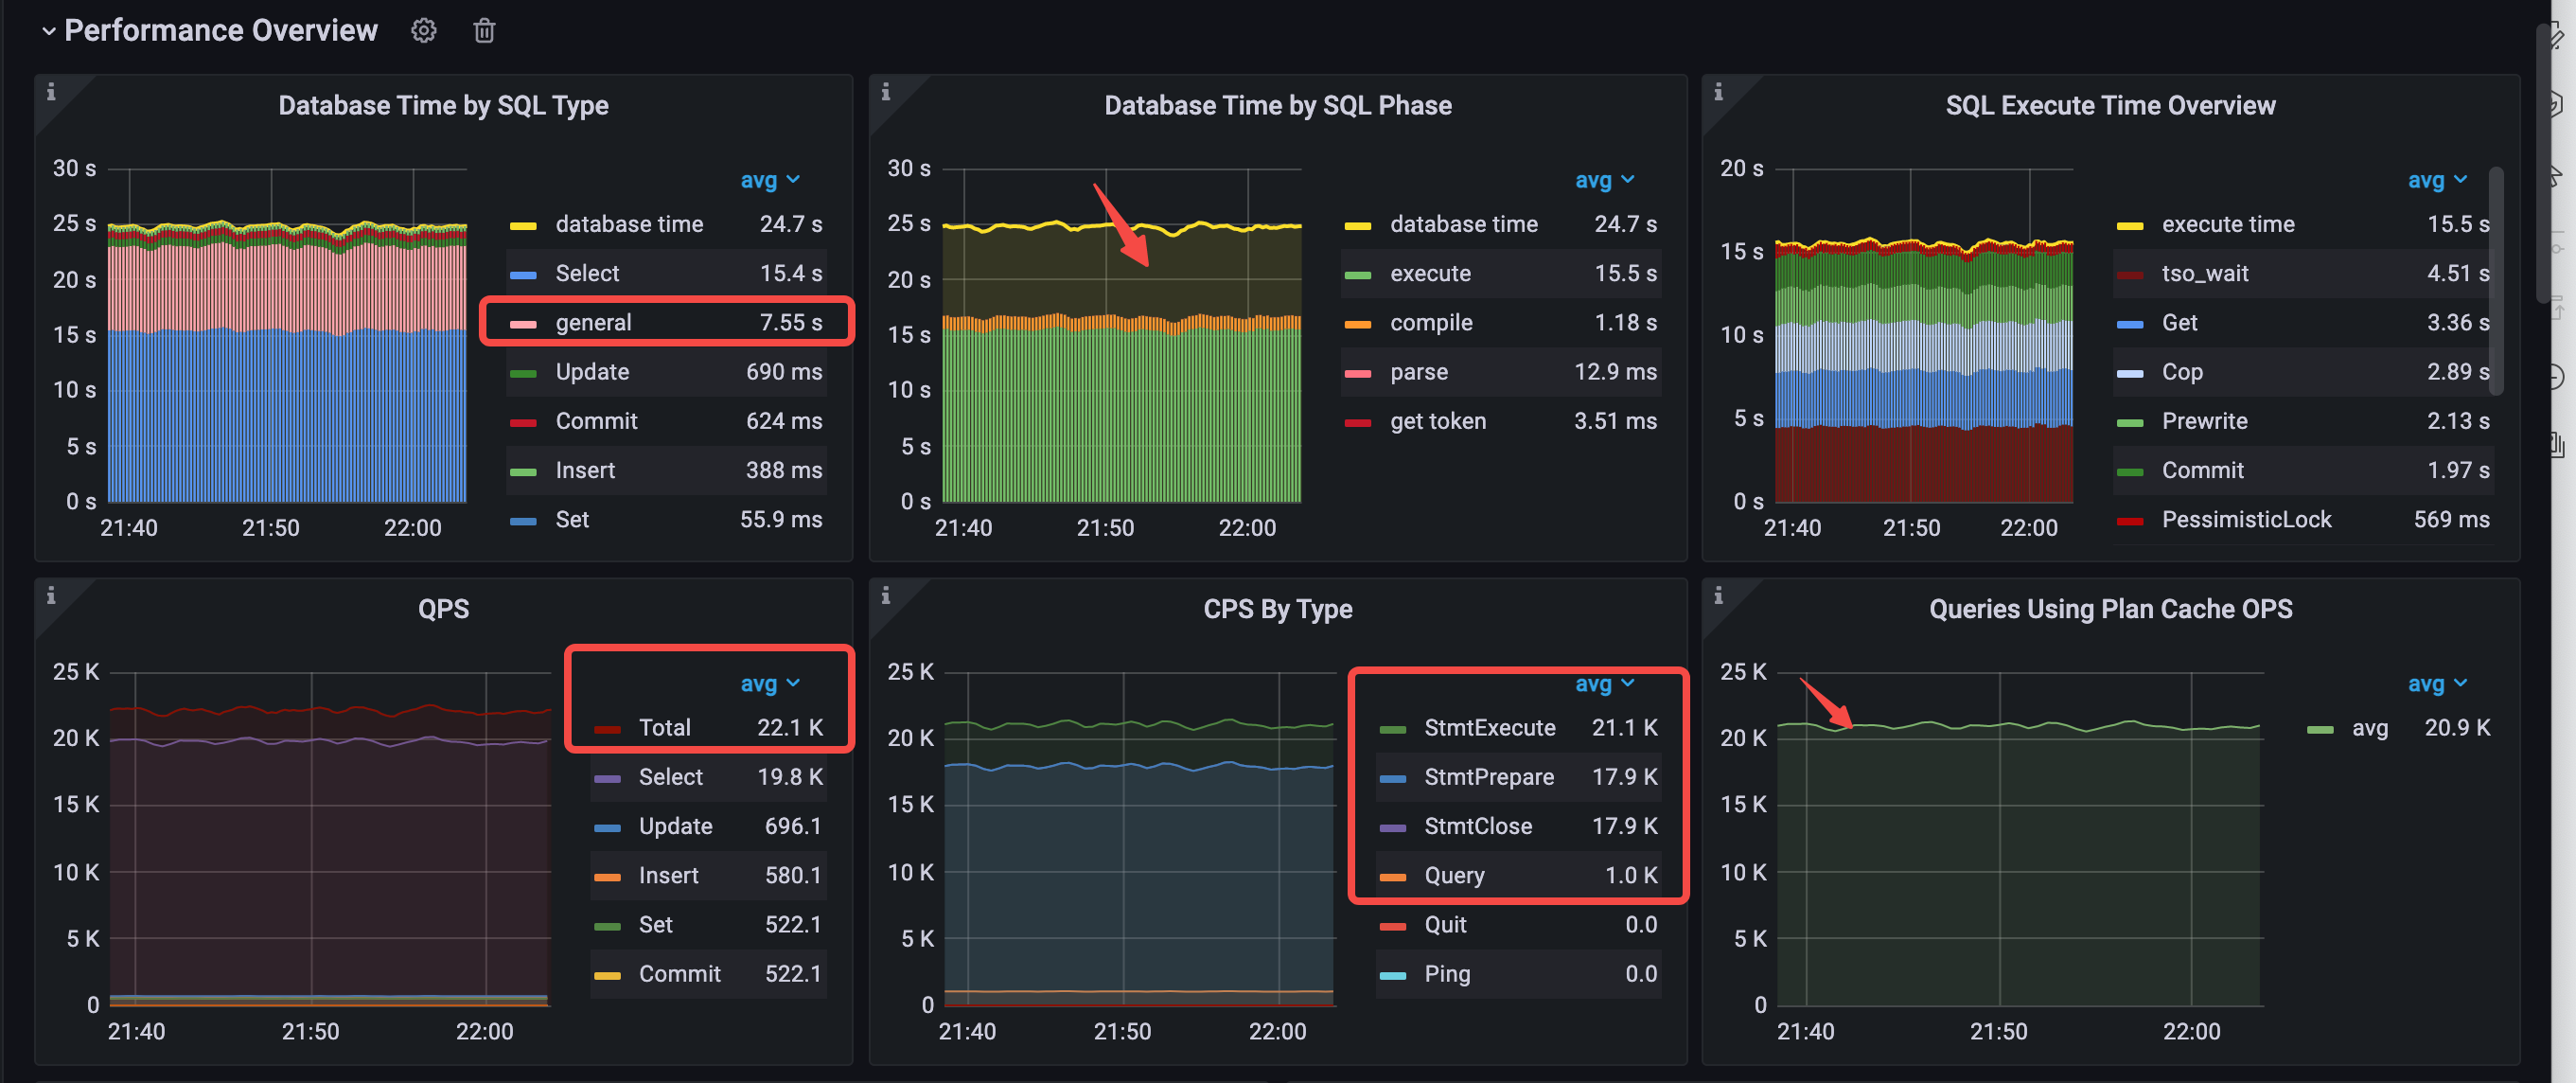 Performance Overview
Database Time by SQL Type
30 s
25 s
20 s
15 s
10 s
5 s
0 s
21:40 21:50 22:00
avg
database time 24.7 s
Select 15.4 s
general 7.55 s
Update 690 ms
Commit 624 ms
Insert 388 ms
Set 55.9 ms
Database Time by SQL Phase
30 s
25 s
20 s
15 s
10 s
5 s
0 s
21:40 21:50 22:00
avg
database time 24.7 s
execute 15.5 s
compile 1.18 s
parse 12.9 ms
get token 3.51 ms
SQL Execute Time Overview
20 s
15 s
10 s
5 s
0 s
21:40 21:50 22:00
avg
execute time 15.5 s
tso_wait 4.51 s
Get 3.36 s
Cop 2.89 s
Prewrite 2.13 s
Commit 1.97 s
PessimisticLock 569 ms
QPS
25 K
20 K
15 K
10 K
5 K
0
21:40 21:50 22:00
avg
Total 22.1 K
Select 19.8 K
Update 696.1
Insert 580.1
Set 522.1
Commit 522.1
CPS By Type
25 K
20 K
15 K
10 K
5 K
0
21:40 21:50 22:00
avg
StmtExecute 21.1 K
StmtPrepare 17.9 K
StmtClose 17.9 K
Query 1.0 K
Quit 0.0
Ping 0.0
Queries Using Plan Cache OPS
25 K
20 K
15 K
10 K
5 K
0
21:40 21:50 22:00
avg
avg 20.9 K